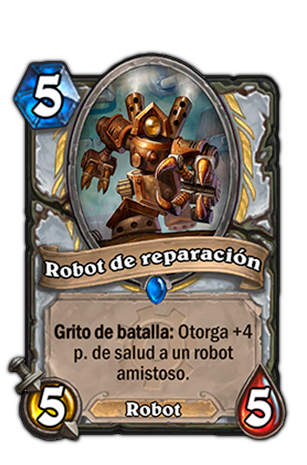 5
Robot de reparación
Grito de batalla: Otorga +4
p. de salud a un robot
amistoso.
5
Robot
5